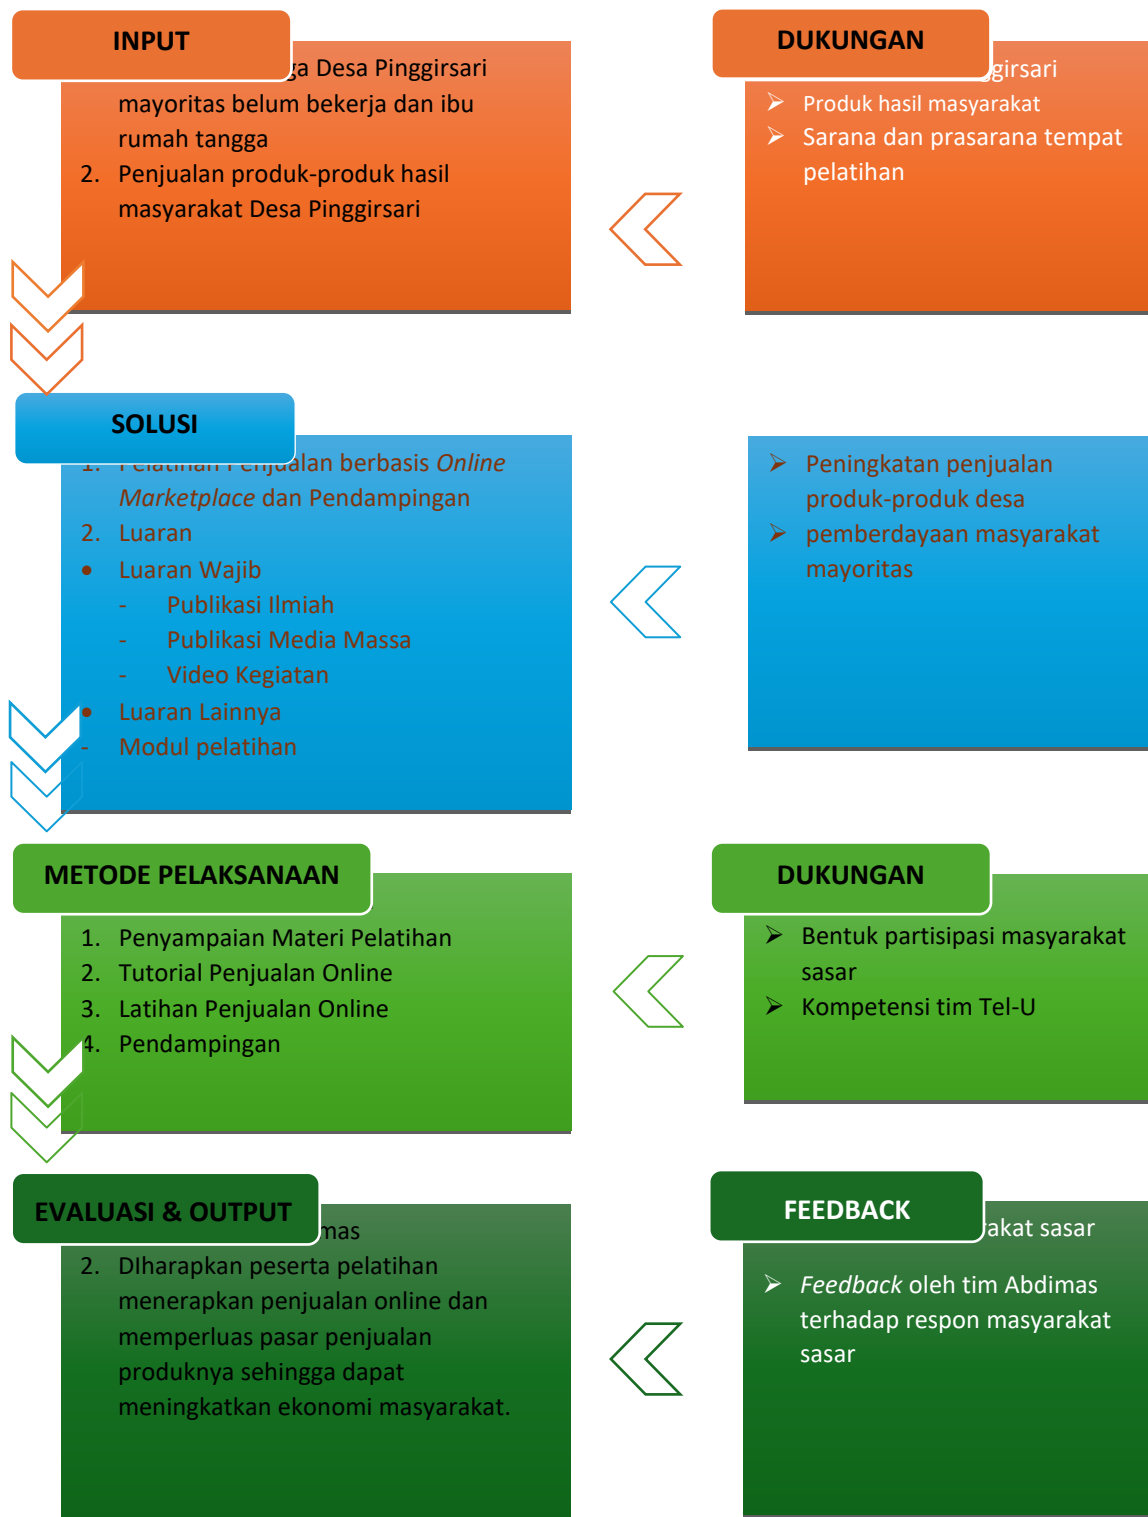 INPUT
Desa Pinggirsari
mayoritas belum bekerja dan ibu
rumah tangga
2. Penjualan produk-produk hasil
masyarakat Desa Pinggirsari
DUKUNGAN
➢ Produk hasil masyarakat
➢ Sarana dan prasarana tempat
pelatihan
SOLUSI
1. Pelatihan Penjualan berbasis Online
Marketplace dan Pendampingan
2. Luaran
• Luaran Wajib
- Publikasi Ilmiah
- Publikasi Media Massa
- Video Kegiatan
• Luaran Lainnya
- Modul pelatihan
➢ Peningkatan penjualan
produk-produk desa
➢ pemberdayaan masyarakat
mayoritas
METODE PELAKSANAAN
1. Penyampaian Materi Pelatihan
2. Tutorial Penjualan Online
3. Latihan Penjualan Online
4. Pendampingan
DUKUNGAN
➢ Bentuk partisipasi masyarakat
sasar
➢ Kompetensi tim Tel-U
EVALUASI & OUTPUT
2. DIharapkan peserta pelatihan
menerapkan penjualan online dan
memperluas pasar penjualan
produknya sehingga dapat
meningkatkan ekonomi masyarakat.
FEEDBACK
sasar
➢ Feedback oleh tim Abdimas
terhadap respon masyarakat
sasar